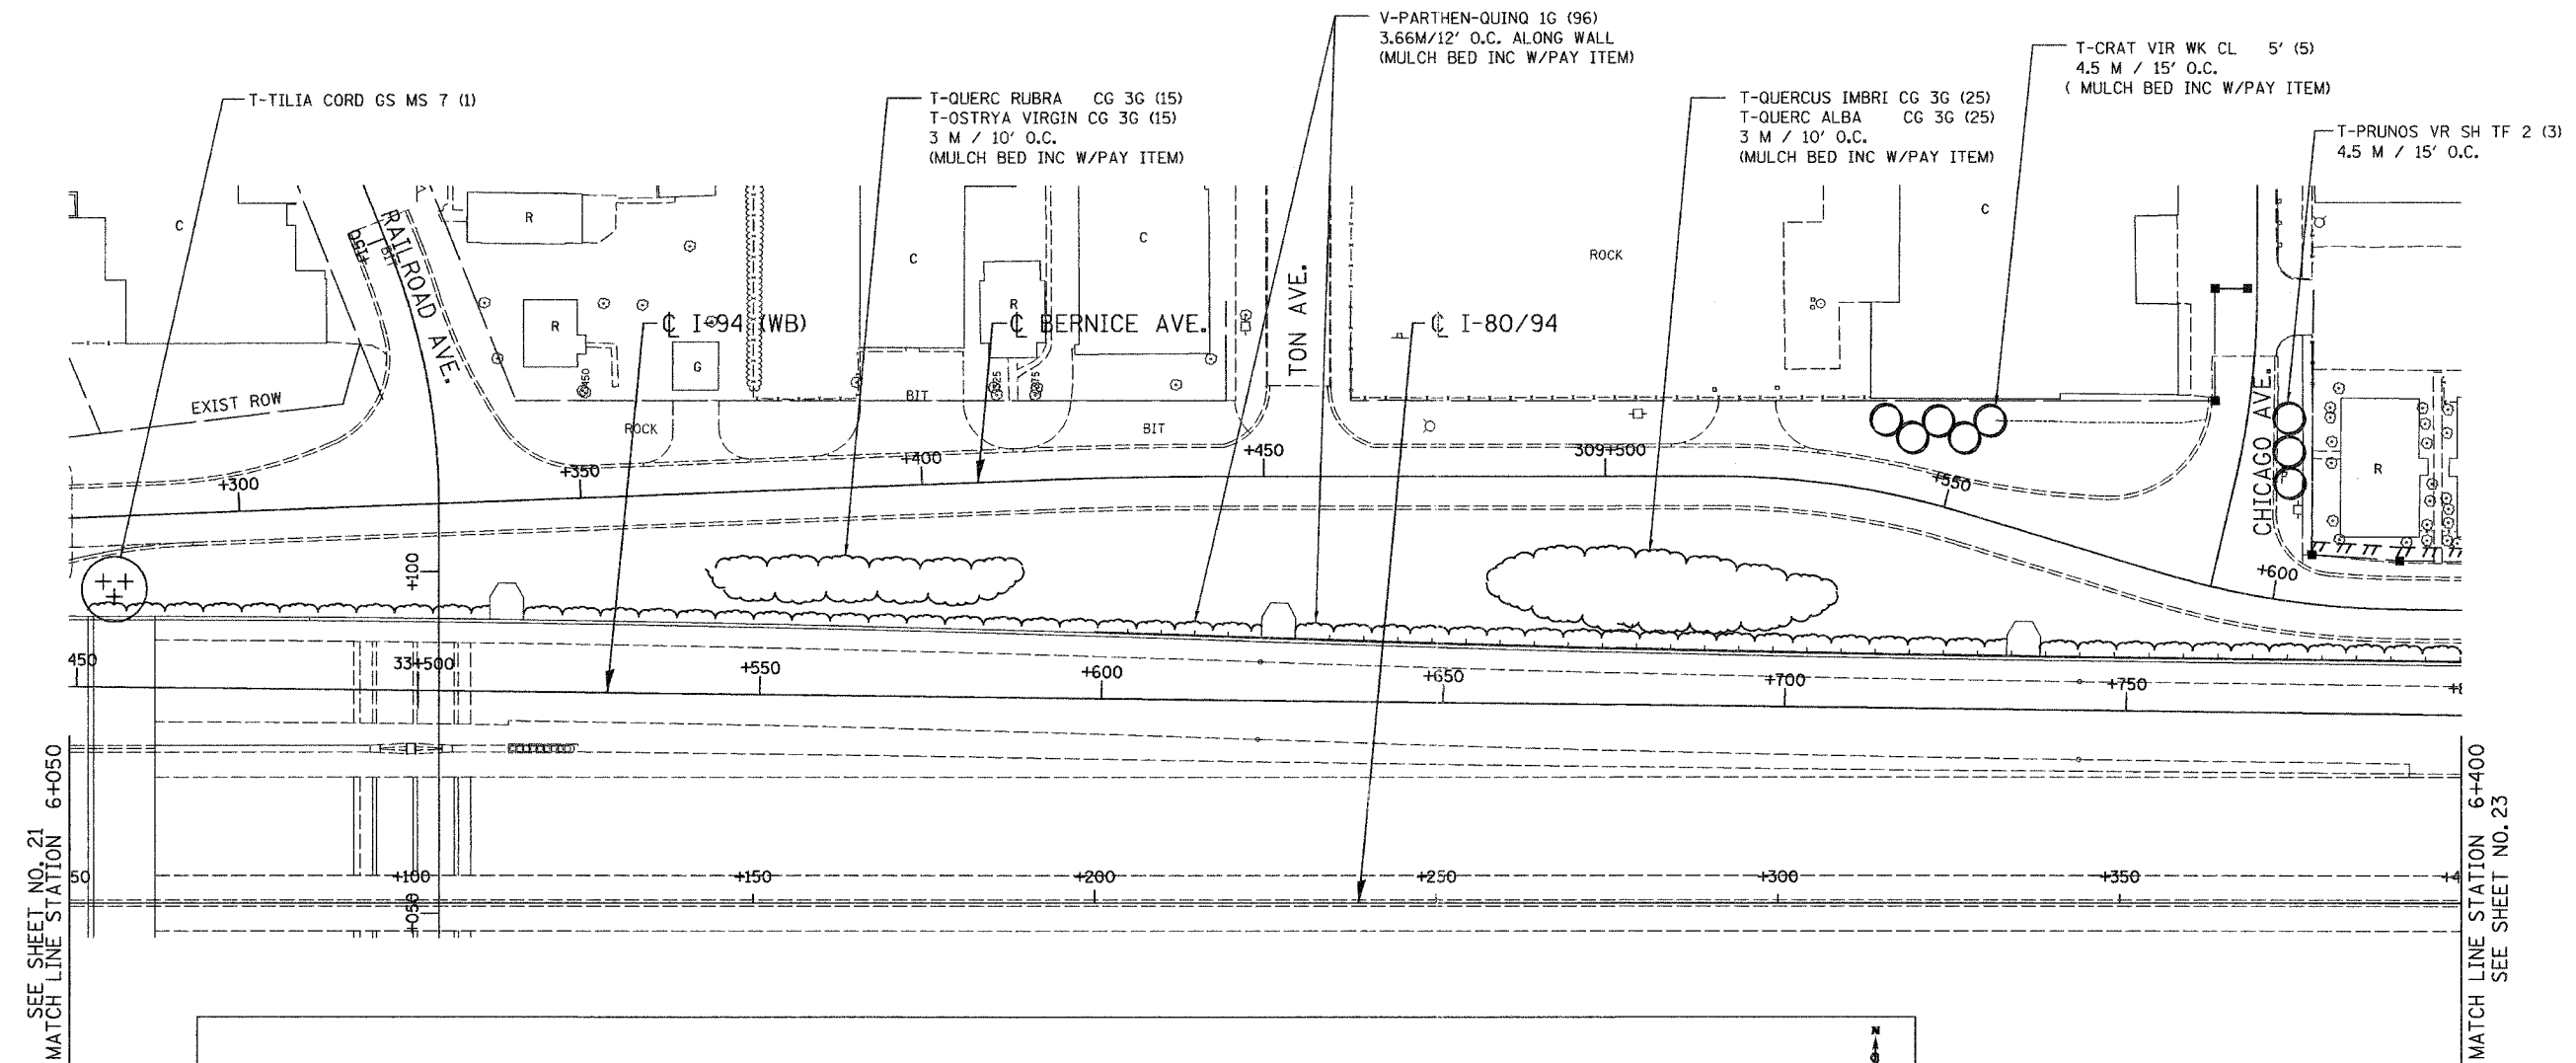 V-PARTHEN-QUINQ 1G (96)
3.66M/12' O.C. ALONG WALL
(MULCH BED INC W/PAY ITEM)
T-CRAT VIR WK CL 5' (5)
4.5 M / 15' O.C.
( MULCH BED INC W/PAY ITEM)
T-TILIA CORD GS MS 7 (1)
T-QUERC RUBRA CG 3G (15)
T-OSTRYA VIRGIN CG 3G (15)
3 M / 10' O.C.
(MULCH BED INC W/PAY ITEM)
T-QUERCUS IMBRI CG 3G (25)
T-QUERC ALBA CG 3G (25)
3 M / 10' O.C.
(MULCH BED INC W/PAY ITEM)
T-PRUNOS VR SH TF 2 (3)
4.5 M / 15' O.C.
C
R
C
C
C
ROCK
RAILROAD AVE.
+150
BIT
R
G
R
℄ I-94 (WB)
℄ BERNICE AVE.
TON AVE.
℄ I-80/94
CHICAGO AVE.
EXIST ROW
ROCK
BIT
BIT
R
+300
+350
+400
+450
309+500
+550
+600
+100
450
33+500
+550
+600
+650
+700
+750
50
+100
+150
+200
+250
+300
+350
+050
SEE SHEET NO. 21
MATCH LINE STATION 6+050
MATCH LINE STATION 6+400
SEE SHEET NO. 23
N